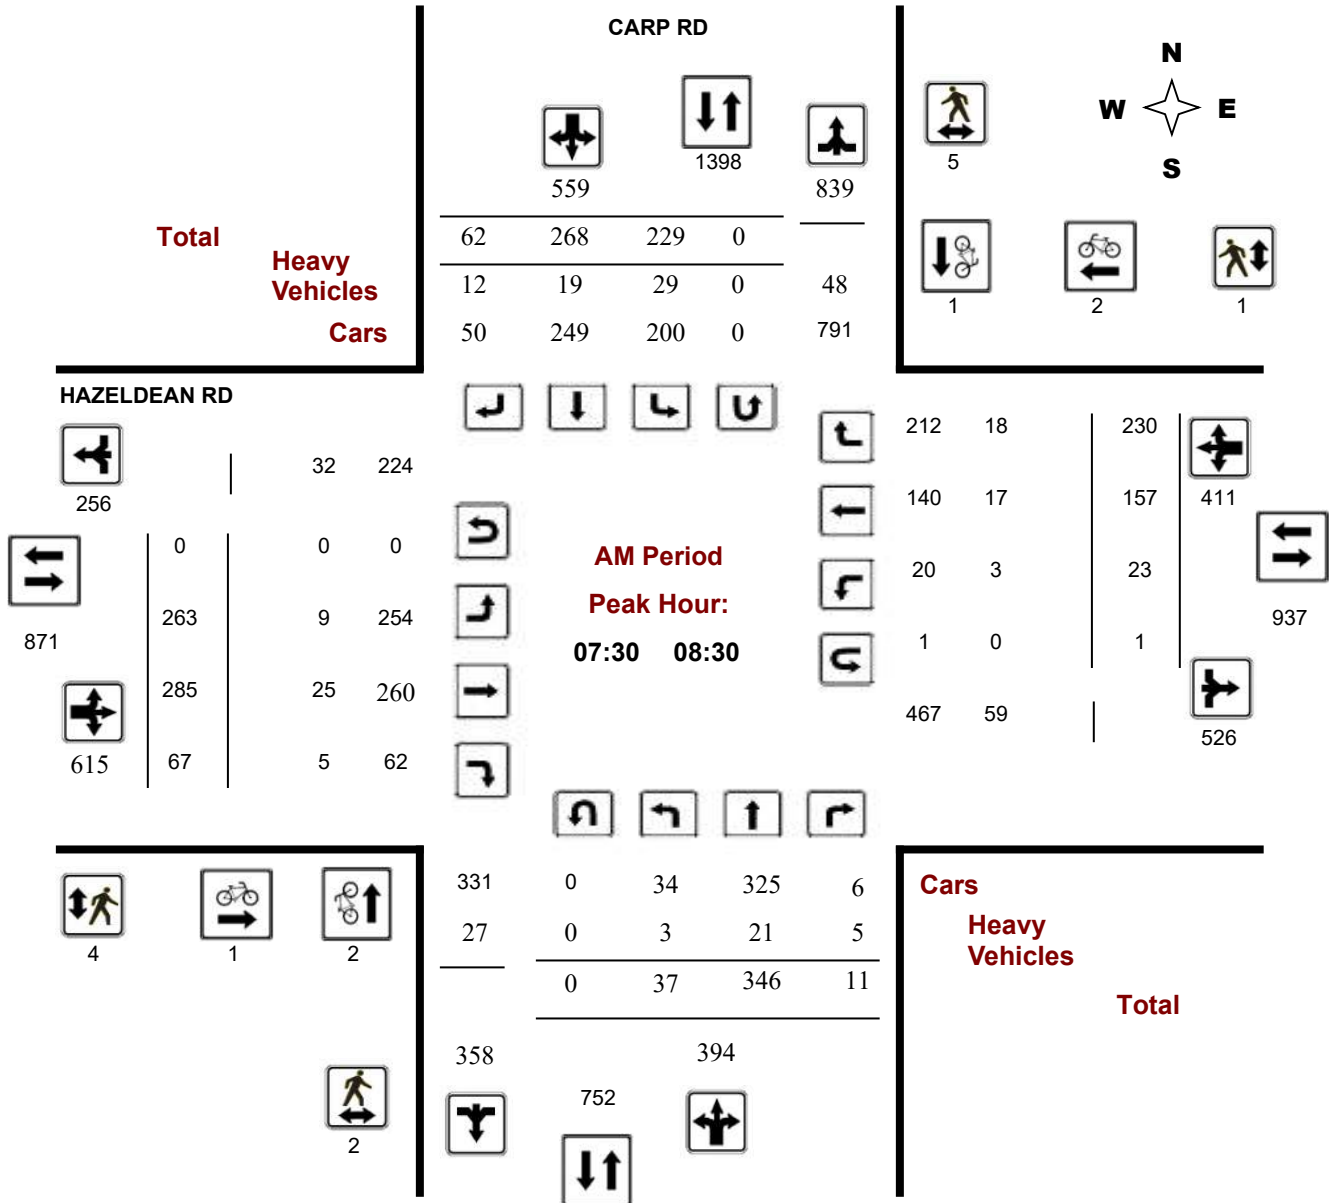 CARP RD
N
W E
S
559 1398 839 5
62 268 229 0
12 19 29 0 48
50 249 200 0 791
Total
Heavy
Vehicles
Cars
1 2 1
HAZELDEAN RD
256
32 224
0 0 0
263 9 254
871
285 25 260
615 67 5 62
AM Period
Peak Hour:
07:30 08:30
212 18 230
140 17 157 411
20 3 23
937
1 0 1
467 59 526
4 1 2
331 0 34 325 6
27 0 3 21 5
0 37 346 11
358 394
752
2
Cars
Heavy
Vehicles
Total